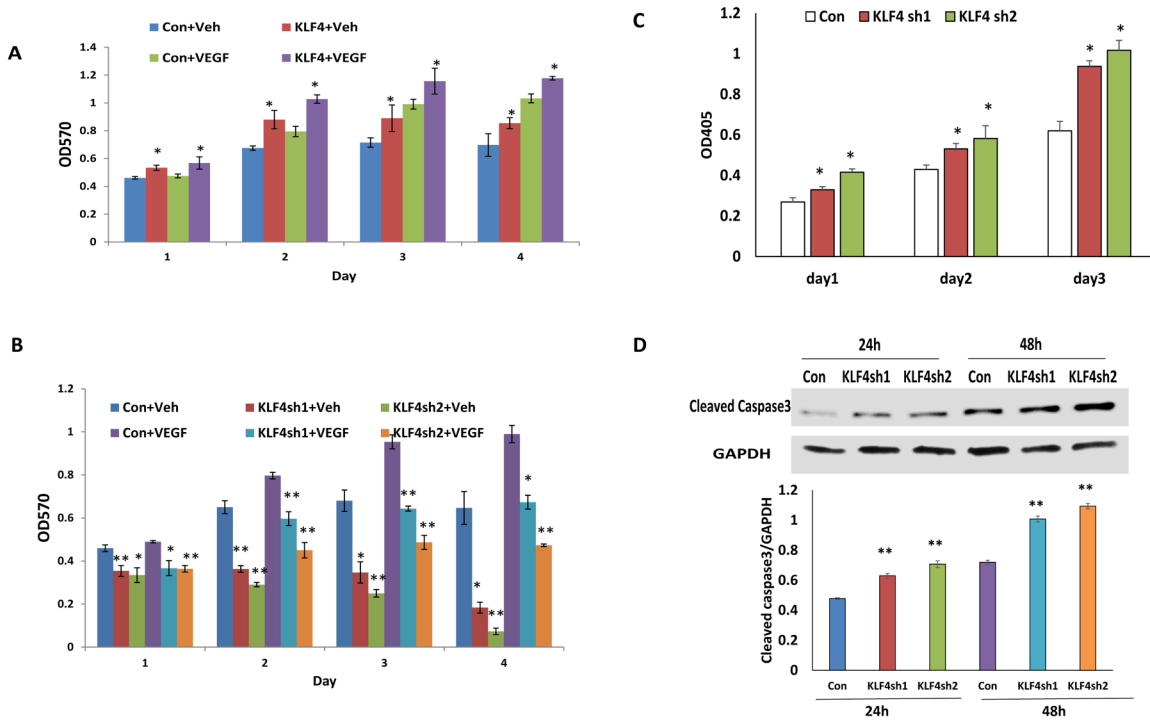 A
Con+Veh KLF4+Veh
Con+VEGF KLF4+VEGF
1.4
1.2
1
0.8
0.6
0.4
0.2
0
OD570
* * * * * * * *
1 2 3 4
Day
B
1.2
1
0.8
0.6
0.4
0.2
0
OD570
Con+Veh KLF4sh1+Veh KLF4sh2+Veh
Con+VEGF KLF4sh1+VEGF KLF4sh2+VEGF
** * * ** ** ** ** ** * ** ** ** * ** * **
1 2 3 4
Day
C
Con KLF4 sh1 KLF4 sh2
1.2
1
0.8
0.6
0.4
0.2
0
OD405
* * * * * *
day1 day2 day3
D
24h 48h
Con KLF4sh1 KLF4sh2 Con KLF4sh1 KLF4sh2
Cleaved Caspase3
GAPDH
1.2
1
0.8
0.6
0.4
0.2
0
Cleaved caspase3/GAPDH
** ** ** **
Con KLF4sh1 KLF4sh2 Con KLF4sh1 KLF4sh2
24h 48h